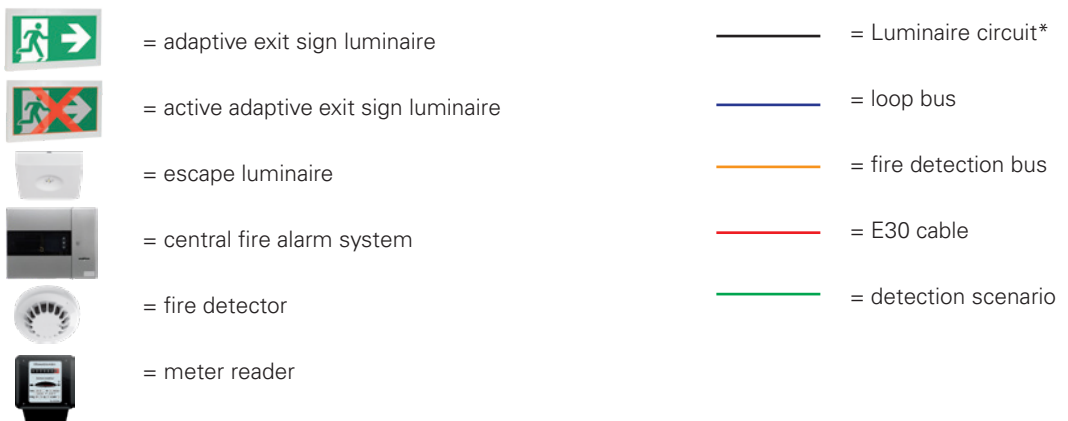 = adaptive exit sign luminaire
= active adaptive exit sign luminaire
= escape luminaire
= central fire alarm system
= fire detector
= meter reader
= Luminaire circuit*
= loop bus
= fire detection bus
= E30 cable
= detection scenario